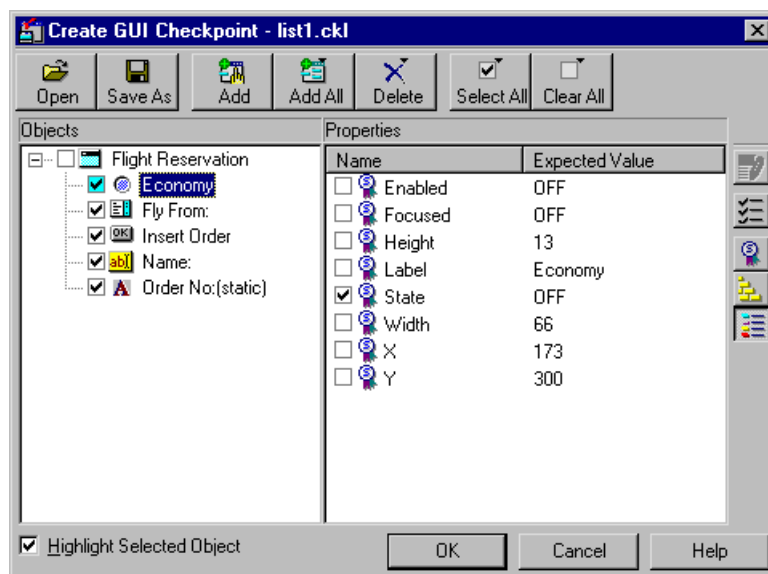 Create GUI Checkpoint - list1.ckl
Open Save As Add Add All Delete Select All Clear All
Objects Properties
Flight Reservation
Economy
Fly From:
OK Insert Order
ab Name:
A Order No:(static)
Name Expected Value
S Enabled OFF
S Focused OFF
S Height 13
S Label Economy
S State OFF
S Width 66
S X 173
S Y 300
Highlight Selected Object
OK Cancel Help